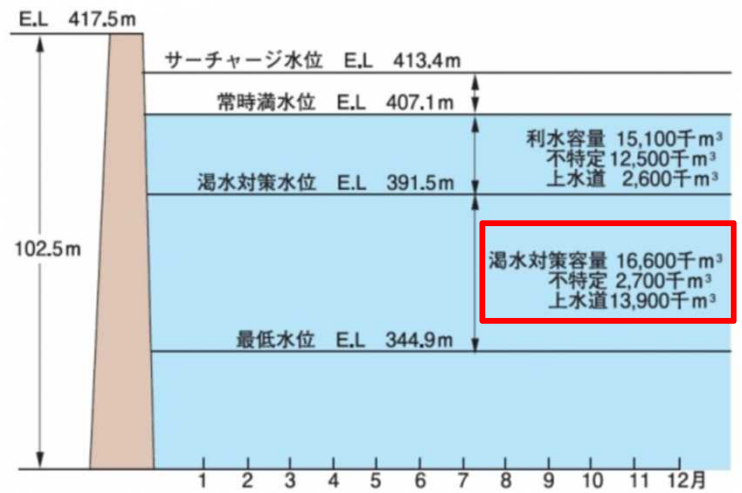 E.L 417.5m
サーチャージ水位 E.L 413.4m
常時満水位 E.L 407.1m
利水容量 15,100千m³
不特定 12,500千m³
上水道 2,600千m³
渇水対策水位 E.L 391.5m
102.5m
渇水対策容量 16,600千m³
不特定 2,700千m³
上水道13,900千m³
最低水位 E.L 344.9m
1 2 3 4 5 6 7 8 9 10 11 12月